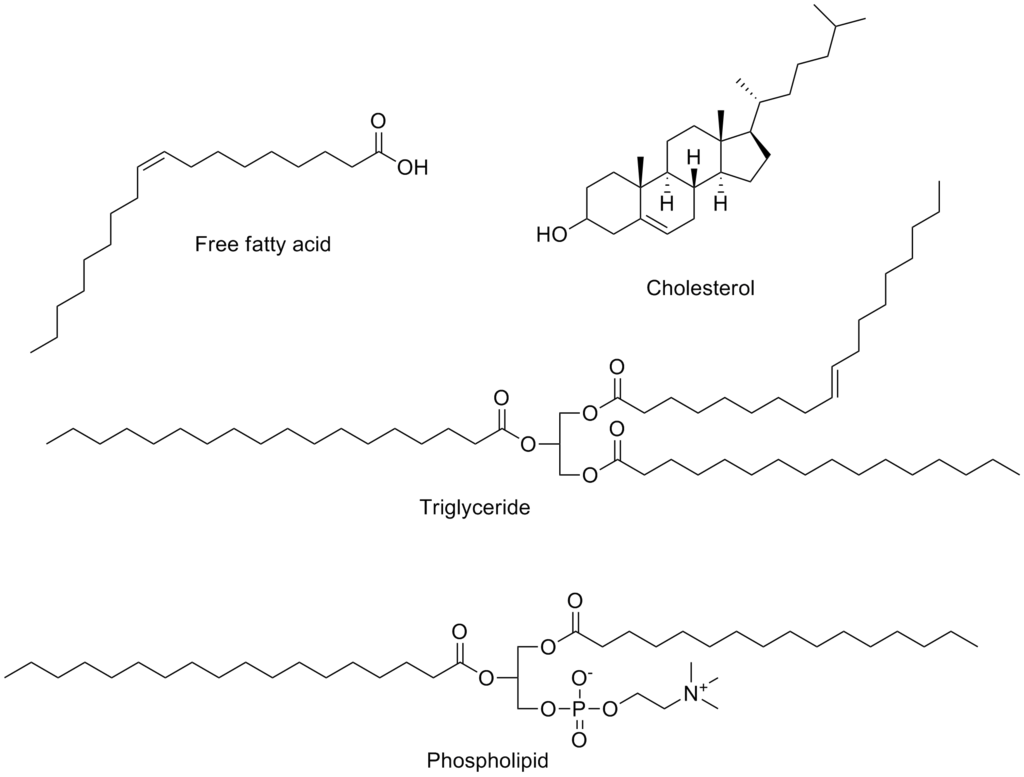 O
OH
Free fatty acid
H
H
H
HO
Cholesterol
O
O
O
O
O
O
Triglyceride
O
O
O
O
O-
O
P
O
N+
O
Phospholipid